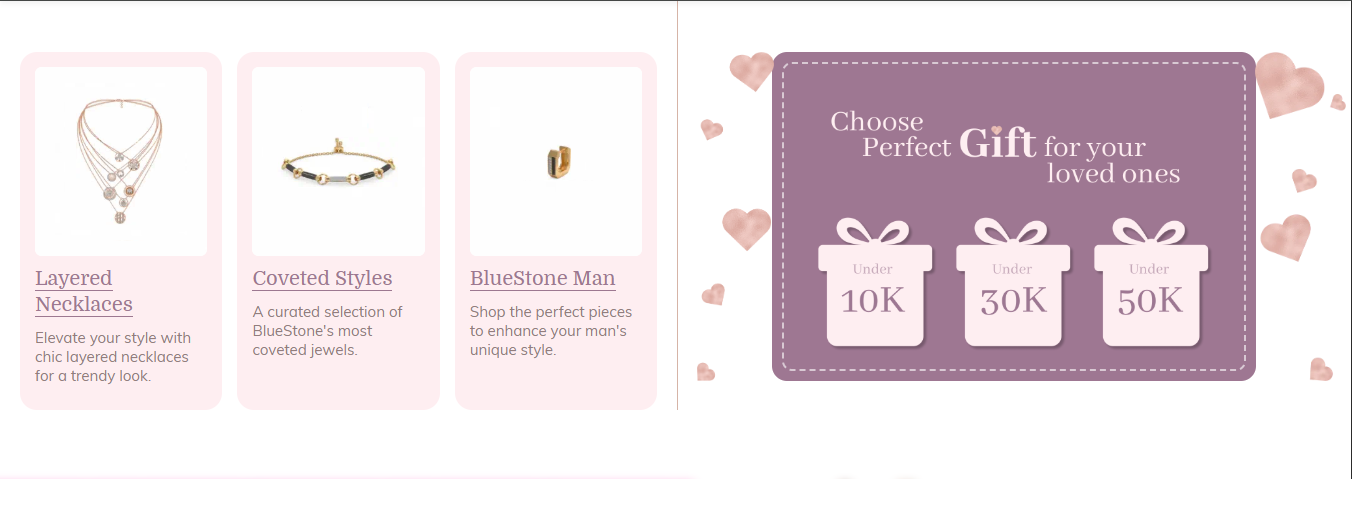 Layered
Necklaces
Elevate your style with
chic layered necklaces
for a trendy look.
Coveted Styles
A curated selection of
BlueStone's most
coveted jewels.
BlueStone Man
Shop the perfect pieces
to enhance your man's
unique style.
Choose
Perfect Gift for your
loved ones
Under
10K
Under
30K
Under
50K